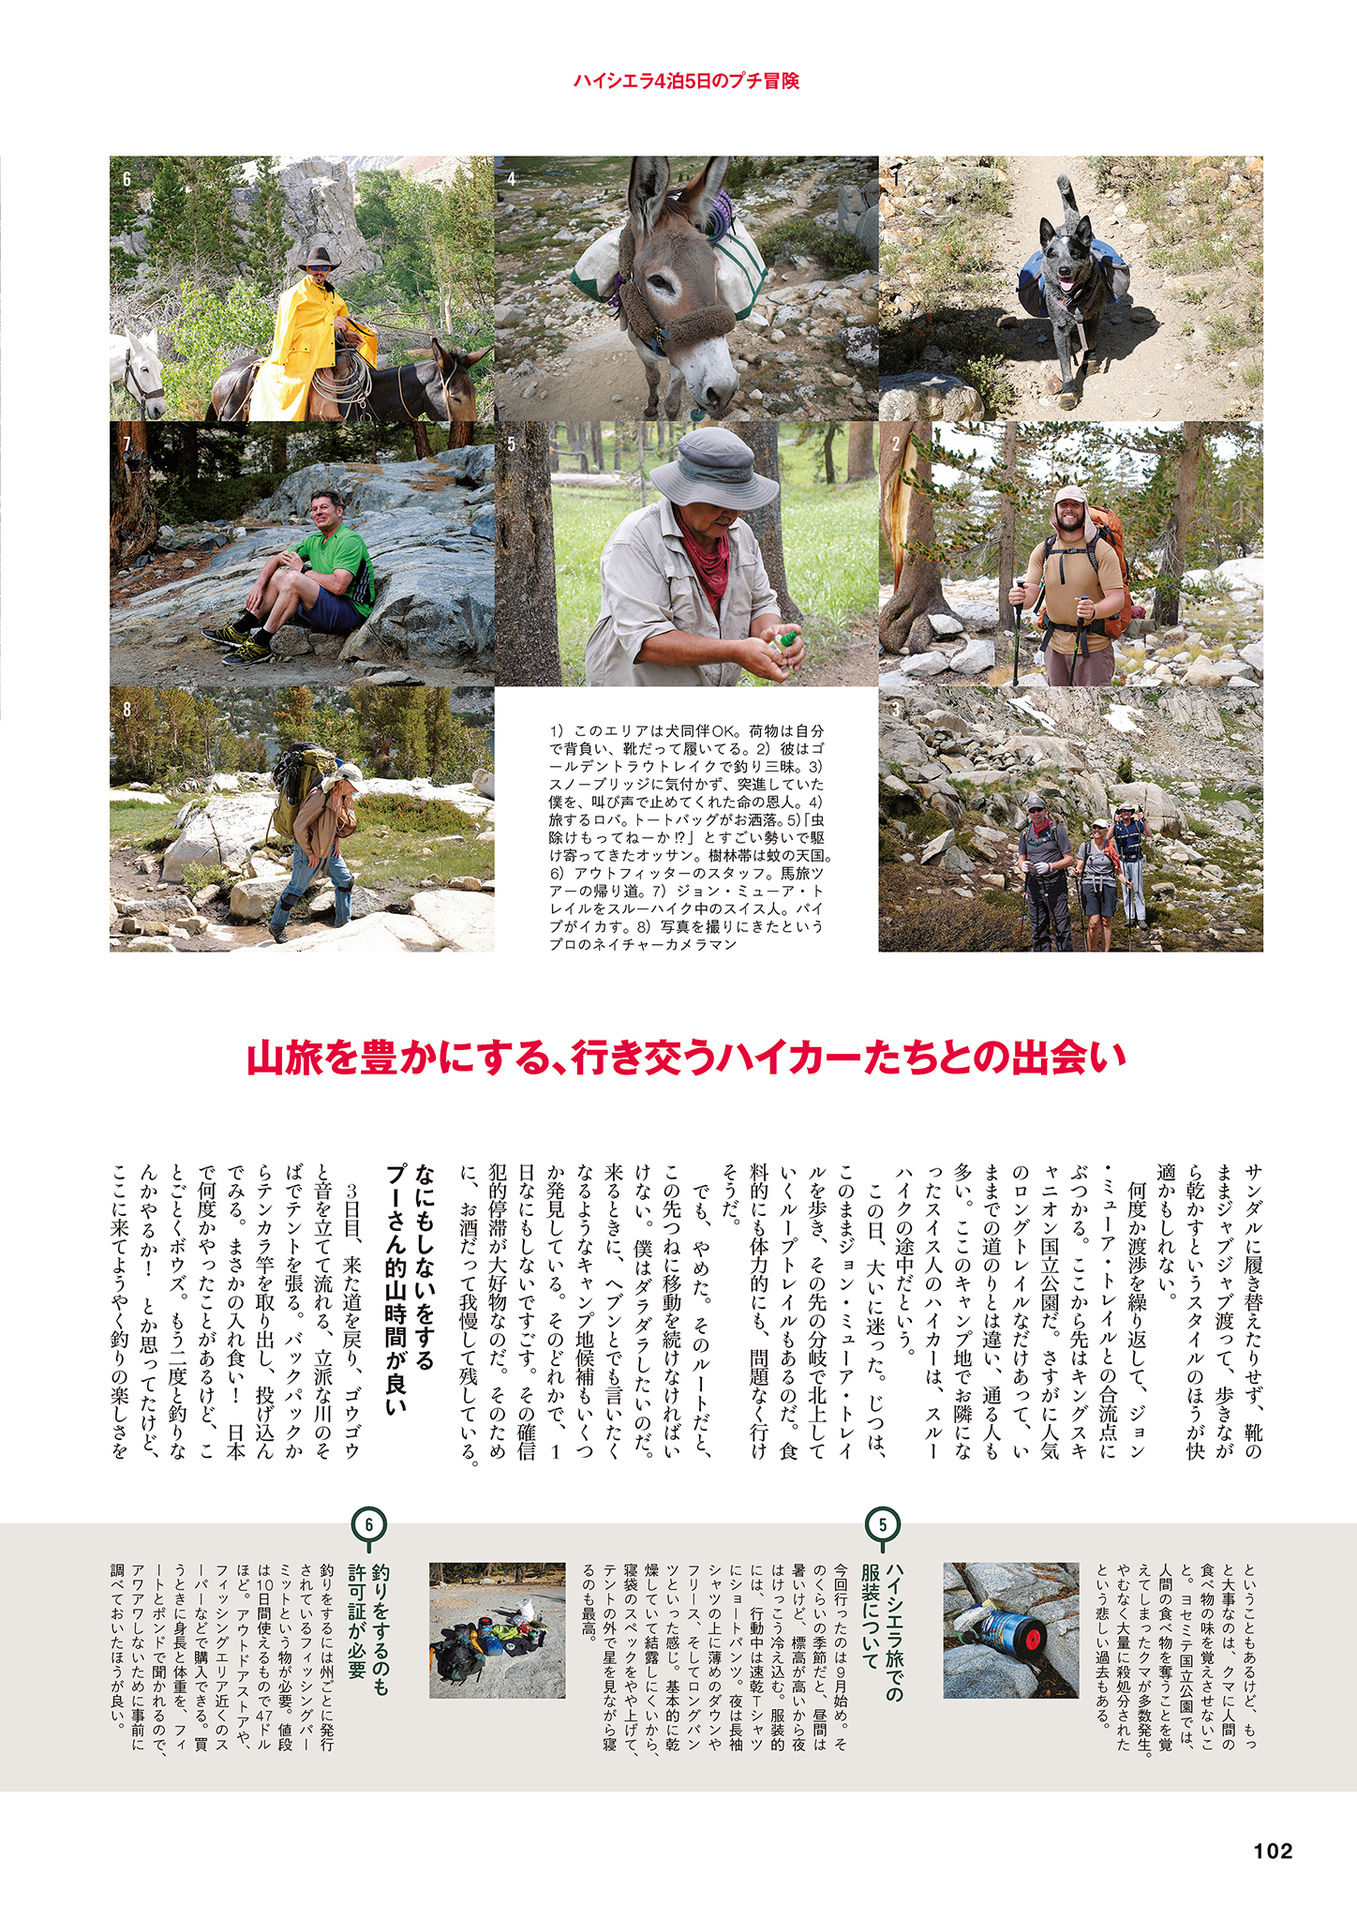 ハイシエラ4泊5日のプチ冒険
6
4
1
7
5
2
8
3
1）このエリアは犬同伴OK。荷物は自分
で背負い、靴だって履いてる。2）彼はゴ
ールデントラウトレイクで釣り三昧。3）
スノーブリッジに気付かず、突進していた
僕を、叫び声で止めてくれた命の恩人。4）
旅するロバ。トートバッグがお洒落。5）「虫
除けもってねーか!?」とすごい勢いで駆
け寄ってきたオッサン。樹林帯は蚊の天国。
6）アウトフィッターのスタッフ。馬旅ツ
アーの帰り道。7）ジョン・ミューア・ト
レイルをスルーハイク中のスイス人。パイ
プがイカす。8）写真を撮りにきたという
プロのネイチャーカメラマン
山旅を豊かにする、行き交うハイカーたちとの出会い
サンダルに履き替えたりせず、靴の
ままジャブジャブ渡って、歩きなが
ら乾かすというスタイルのほうが快
適かもしれない。
何度か渡渉を繰り返して、ジョン
・ミューア・トレイルとの合流点に
ぶつかる。ここから先はキングスキ
ャニオン国立公園だ。さすがに人気
のロングトレイルなだけあって、い
ままでの道のりとは違い、通る人も
多い。ここのキャンプ地でお隣にな
ったスイス人のハイカーは、スルー
ハイクの途中だという。
この日、大いに迷った。じつは、
このままジョン・ミューア・トレイ
ルを歩き、その先の分岐で北上して
いくループトレイルもあるのだ。食
料的にも体力的にも、問題なく行け
そうだ。
でも、やめた。そのルートだと、
この先つねに移動を続けなければい
けない。僕はダラダラしたいのだ。
来るときに、ヘブンとでも言いたく
なるようなキャンプ地候補もいくつ
か発見している。そのどれかで、1
日なにもしないですごす。その確信
犯的停滞が大好物なのだ。そのため
に、お酒だって我慢して残している。
なにもしないをする
プーさん的山時間が良い
3日目、来た道を戻り、ゴウゴウ
と音を立てて流れる、立派な川のそ
ばでテントを張る。バックパックか
らテンカラ竿を取り出し、投げ込ん
でみる。まさかの入れ食い！　日本
で何度かやったことがあるけど、こ
とごとくボウズ。もう二度と釣りな
んかやるか！　とか思ってたけど、
ここに来てようやく釣りの楽しさを
ということもあるけど、もっ
と大事なのは、クマに人間の
食べ物の味を覚えさせないこ
と。ヨセミテ国立公園では、
人間の食べ物を奪うことを覚
えてしまったクマが多数発生。
やむなく大量に殺処分された
という悲しい過去もある。
5
ハイシエラ旅での
服装について
今回行ったのは9月始め。そ
のくらいの季節だと、昼間は
暑いけど、標高が高いから夜
はけっこう冷え込む。服装的
には、行動中は速乾Tシャツ
にショートパンツ。夜は長袖
シャツの上に薄めのダウンや
フリース、そしてロングパン
ツといった感じ。基本的に乾
燥していて結露しにくいから、
寝袋のスペックをやや上げて、
テントの外で星を見ながら寝
るのも最高。
6
釣りをするのも
許可証が必要
釣りをするには州ごとに発行
されているフィッシングパー
ミットという物が必要。値段
は10日間使えるもので47ドル
ほど。アウトドアストアや、
フィッシングエリア近くのス
ーパーなどで購入できる。買
うときに身長と体重を、フィ
ートとポンドで聞かれるので、
アワアワしないために事前に
調べておいたほうが良い。
102